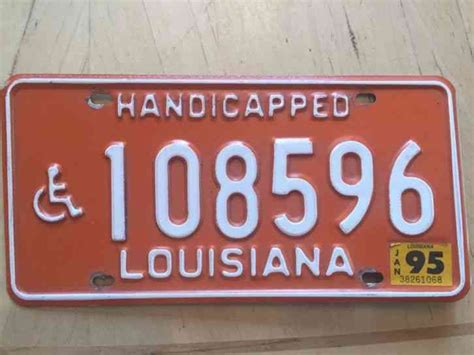 HANDICAPPED
108596
LOUISIANA
LOUISIANA
JAN 95
38261068